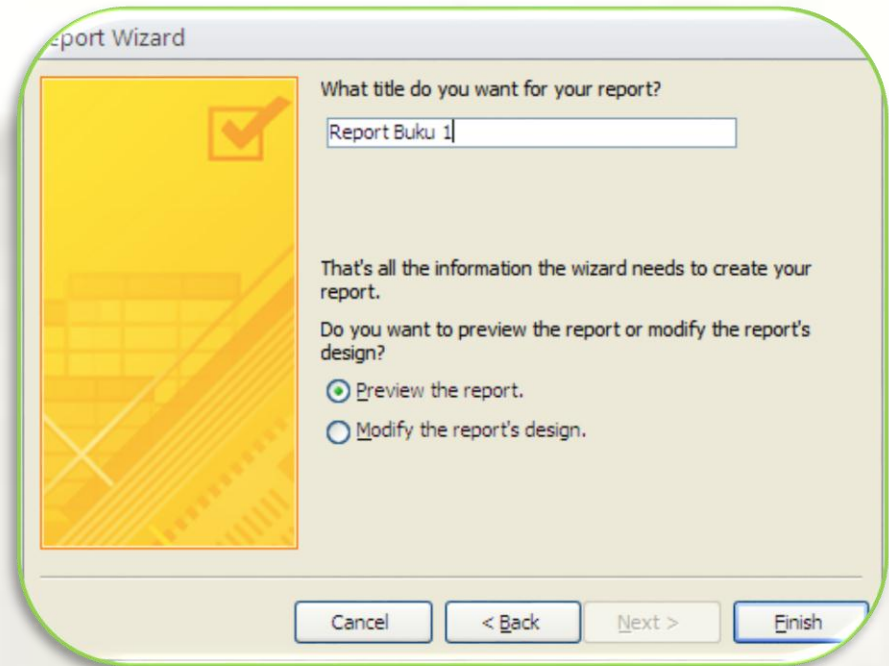 eport Wizard
What title do you want for your report?
Report Buku 1
That's all the information the wizard needs to create your
report.
Do you want to preview the report or modify the report's
design?
Preview the report.
Modify the report's design.
Cancel
< Back
Next >
Finish